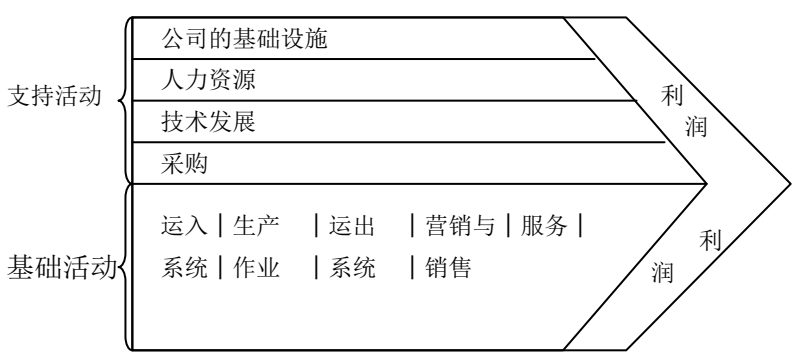 公司的基础设施
人力资源
支持活动
利
润
技术发展
采购
运入|生产 |运出 |营销与|服务|
系统|作业 |系统 |销售
基础活动
利
润